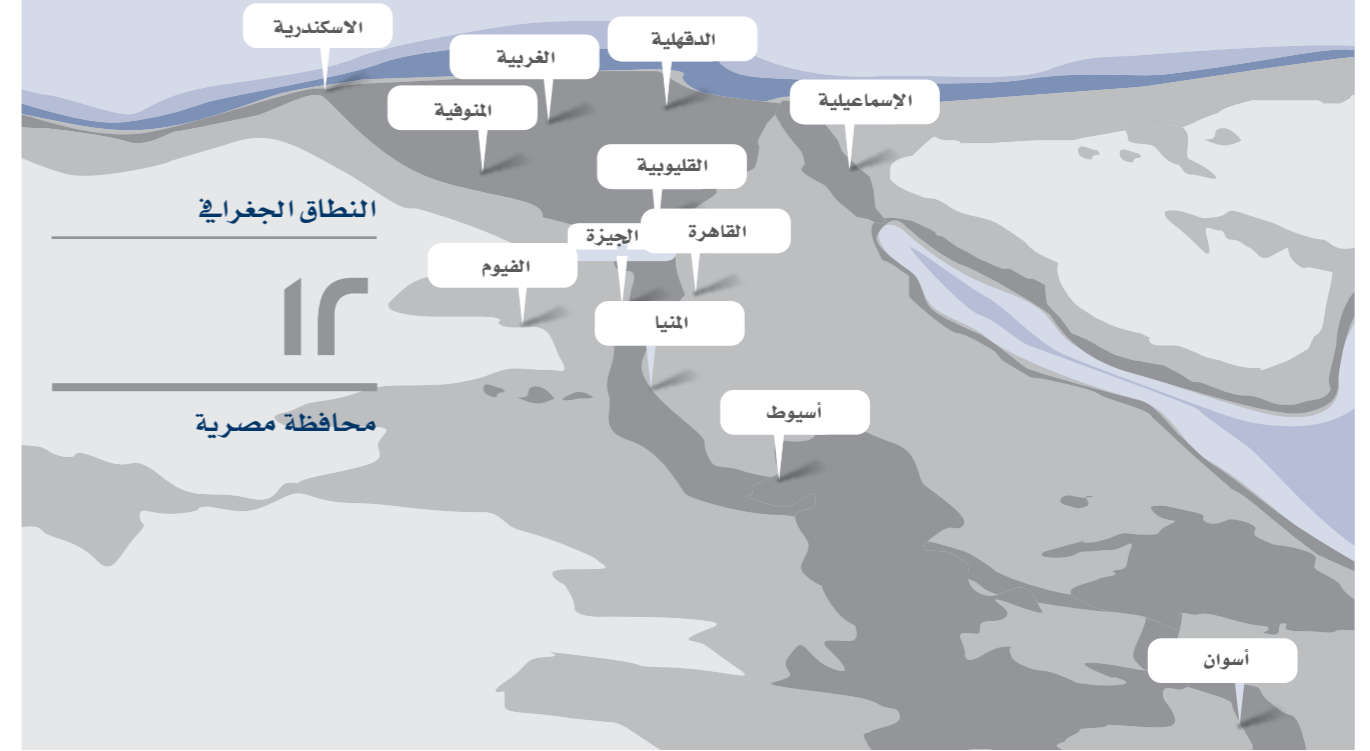 الاسكندرية
الدقهلية
الغربية
الإسماعيلية
المنوفية
القليوبية
النطاق الجغرافي
القاهرة
الجيزة
الفيوم
١٢
المنيا
أسيوط
محافظة مصرية
أسوان